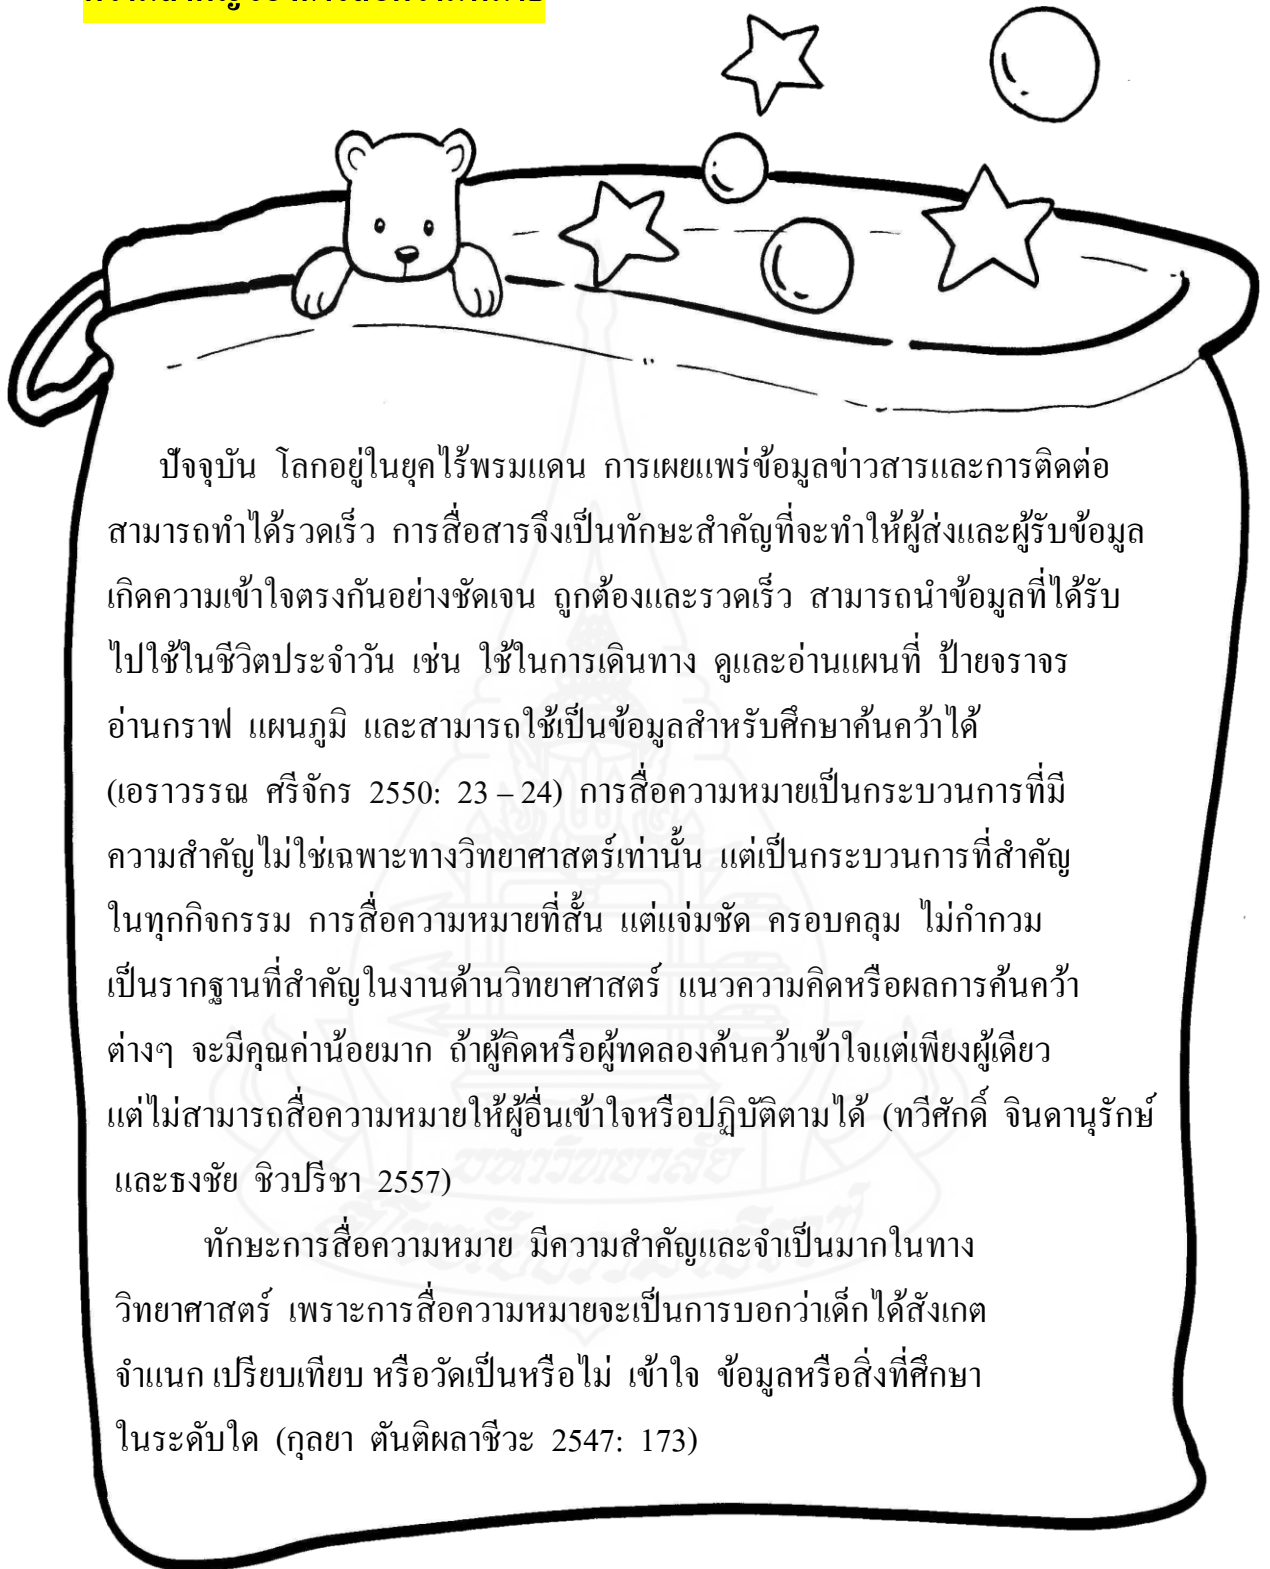 ปัจจุบัน โลกอยู่ในยุคไร้พรมแดน การเผยแพร่ข้อมูลข่าวสารและการติดต่อ
สามารถทำได้รวดเร็ว การสื่อสารจึงเป็นทักษะสำคัญที่จะทำให้ผู้ส่งและผู้รับข้อมูล
เกิดความเข้าใจตรงกันอย่างชัดเจน ถูกต้องและรวดเร็ว สามารถนำข้อมูลที่ได้รับ
ไปใช้ในชีวิตประจำวัน เช่น ใช้ในการเดินทาง ดูและอ่านแผนที่ ป้ายจราจร
อ่านกราฟ แผนภูมิ และสามารถใช้เป็นข้อมูลสำหรับศึกษาค้นคว้าได้
(เอราวรรณ ศรีจักร 2550: 23 – 24) การสื่อความหมายเป็นกระบวนการที่มี
ความสำคัญไม่ใช่เฉพาะทางวิทยาศาสตร์เท่านั้น แต่เป็นกระบวนการที่สำคัญ
ในทุกกิจกรรม การสื่อความหมายที่สั้น แต่แจ่มชัด ครอบคลุม ไม่กำกวม
เป็นรากฐานที่สำคัญในงานด้านวิทยาศาสตร์ แนวความคิดหรือผลการค้นคว้า
ต่างๆ จะมีคุณค่าน้อยมาก ถ้าผู้คิดหรือผู้ทดลองค้นคว้าเข้าใจแต่เพียงผู้เดียว
แต่ไม่สามารถสื่อความหมายให้ผู้อื่นเข้าใจหรือปฏิบัติตามได้ (ทวีศักดิ์ จินดานุรักษ์
และธงชัย ชิวปรีชา 2557)
ทักษะการสื่อความหมาย มีความสำคัญและจำเป็นมากในทาง
วิทยาศาสตร์ เพราะการสื่อความหมายจะเป็นการบอกว่าเด็กได้สังเกต
จำแนก เปรียบเทียบ หรือวัดเป็นหรือไม่ เข้าใจ ข้อมูลหรือสิ่งที่ศึกษา
ในระดับใด (กุลยา ตันติผลาชีวะ 2547: 173)